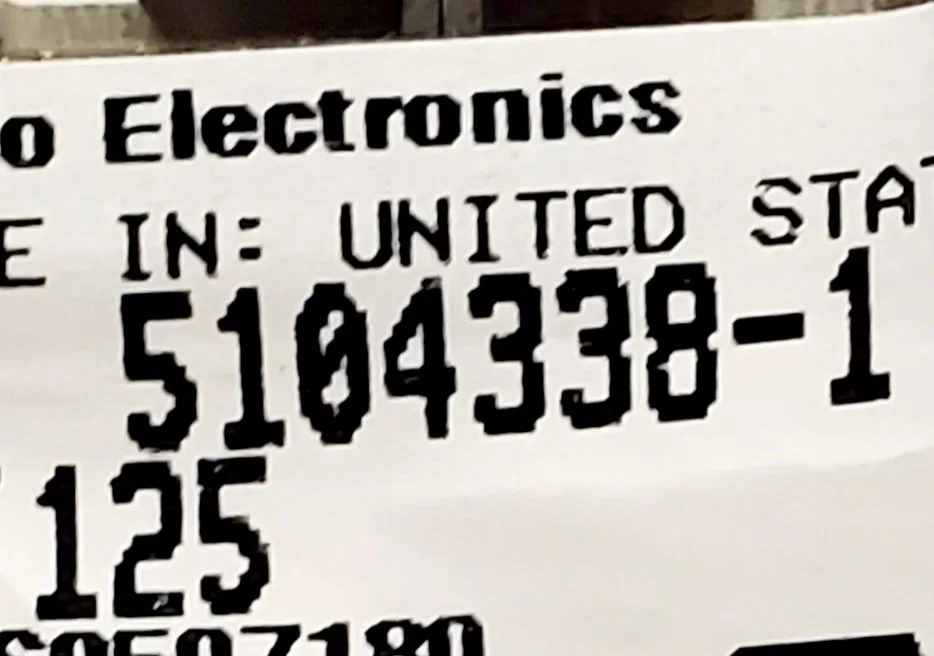 o Electronics
E IN: UNITED STAT
5104338-1
125